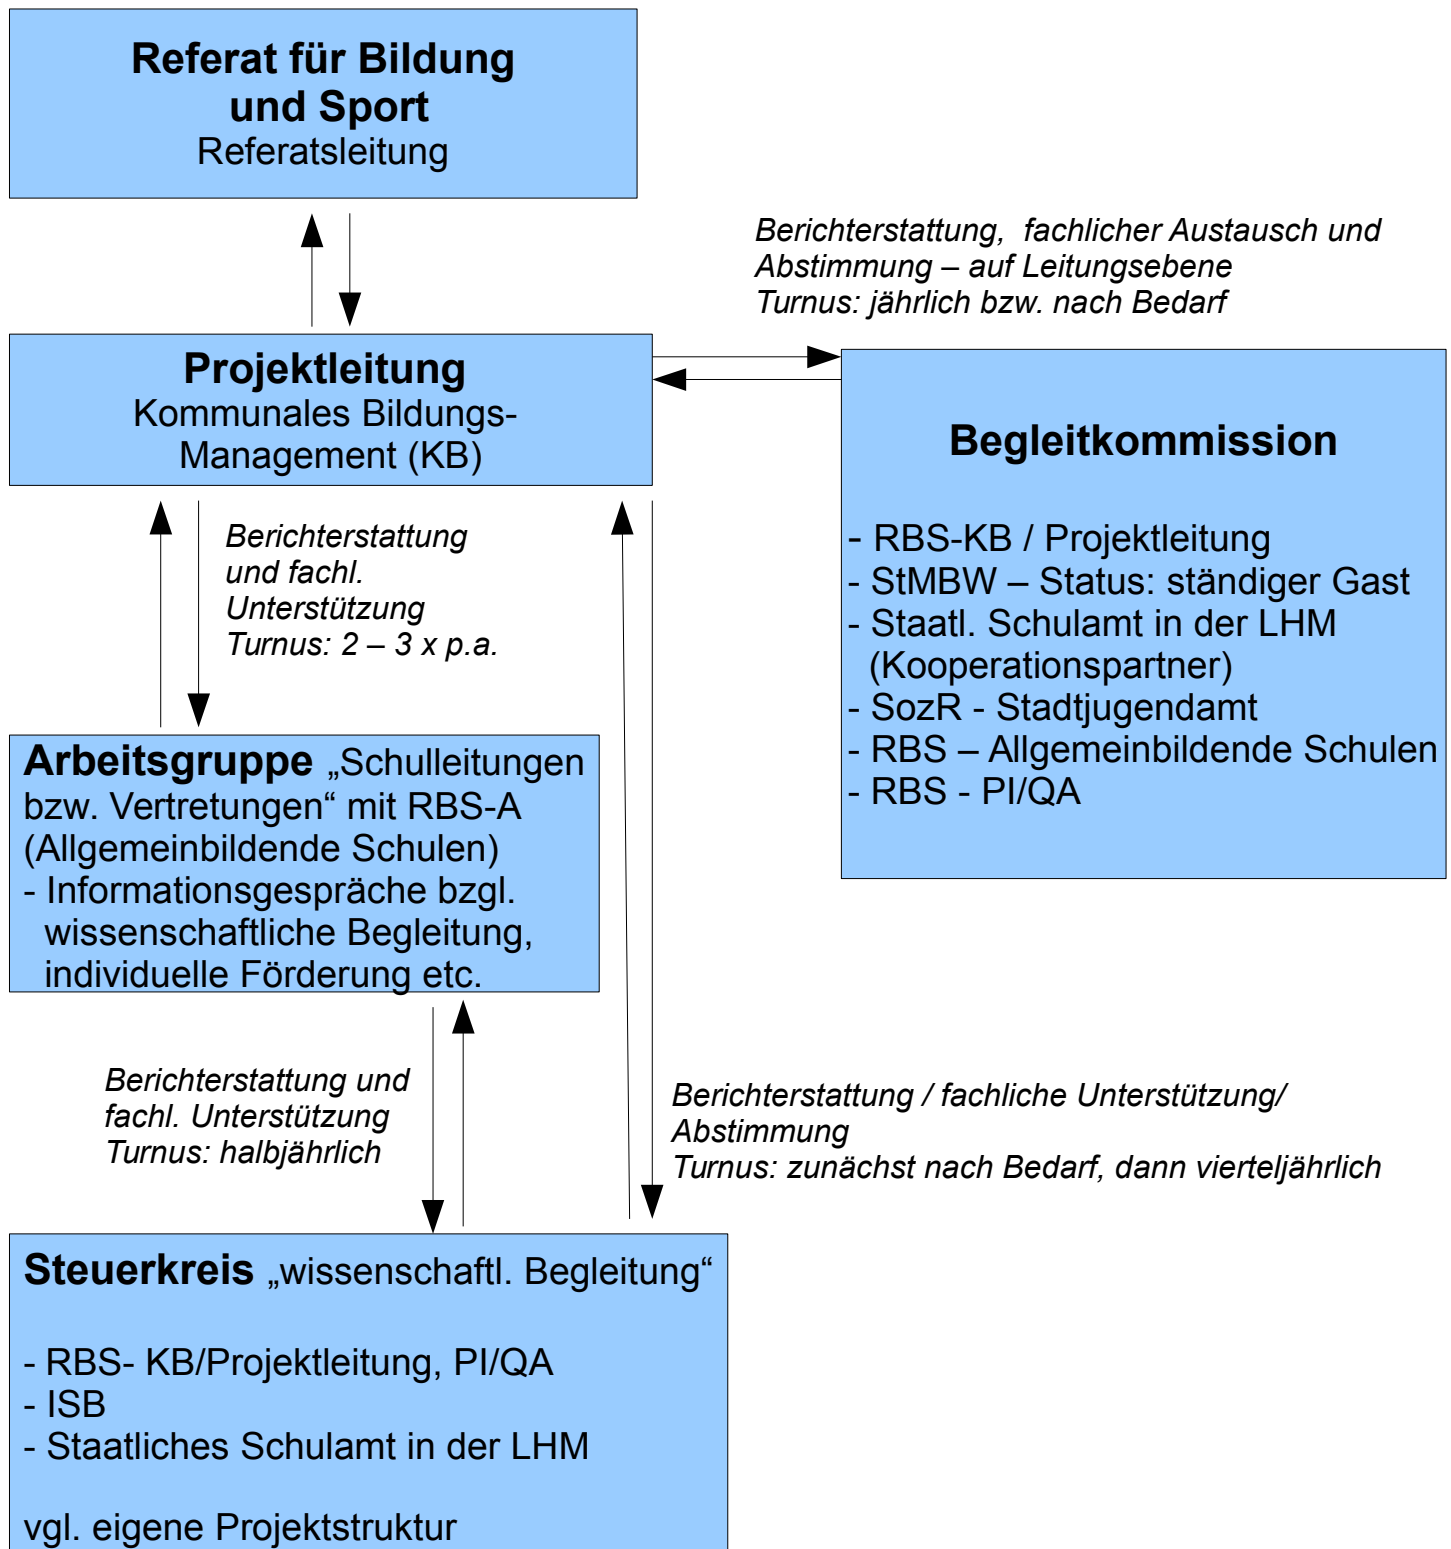 Referat für Bildung
und Sport
Referatsleitung
Berichterstattung, fachlicher Austausch und
Abstimmung – auf Leitungsebene
Turnus: jährlich bzw. nach Bedarf
Projektleitung
Kommunales Bildungs-
Management (KB)
Begleitkommission
- RBS-KB / Projektleitung
- StMBW – Status: ständiger Gast
- Staatl. Schulamt in der LHM
(Kooperationspartner)
- SozR - Stadtjugendamt
- RBS – Allgemeinbildende Schulen
- RBS - PI/QA
Berichterstattung
und fachl.
Unterstützung
Turnus: 2 – 3 x p.a.
Arbeitsgruppe „Schulleitungen
bzw. Vertretungen“ mit RBS-A
(Allgemeinbildende Schulen)
- Informationsgespräche bzgl.
wissenschaftliche Begleitung,
individuelle Förderung etc.
Berichterstattung und
fachl. Unterstützung
Turnus: halbjährlich
Berichterstattung / fachliche Unterstützung/
Abstimmung
Turnus: zunächst nach Bedarf, dann vierteljährlich
Steuerkreis „wissenschaftl. Begleitung“
- RBS- KB/Projektleitung, PI/QA
- ISB
- Staatliches Schulamt in der LHM
vgl. eigene Projektstruktur